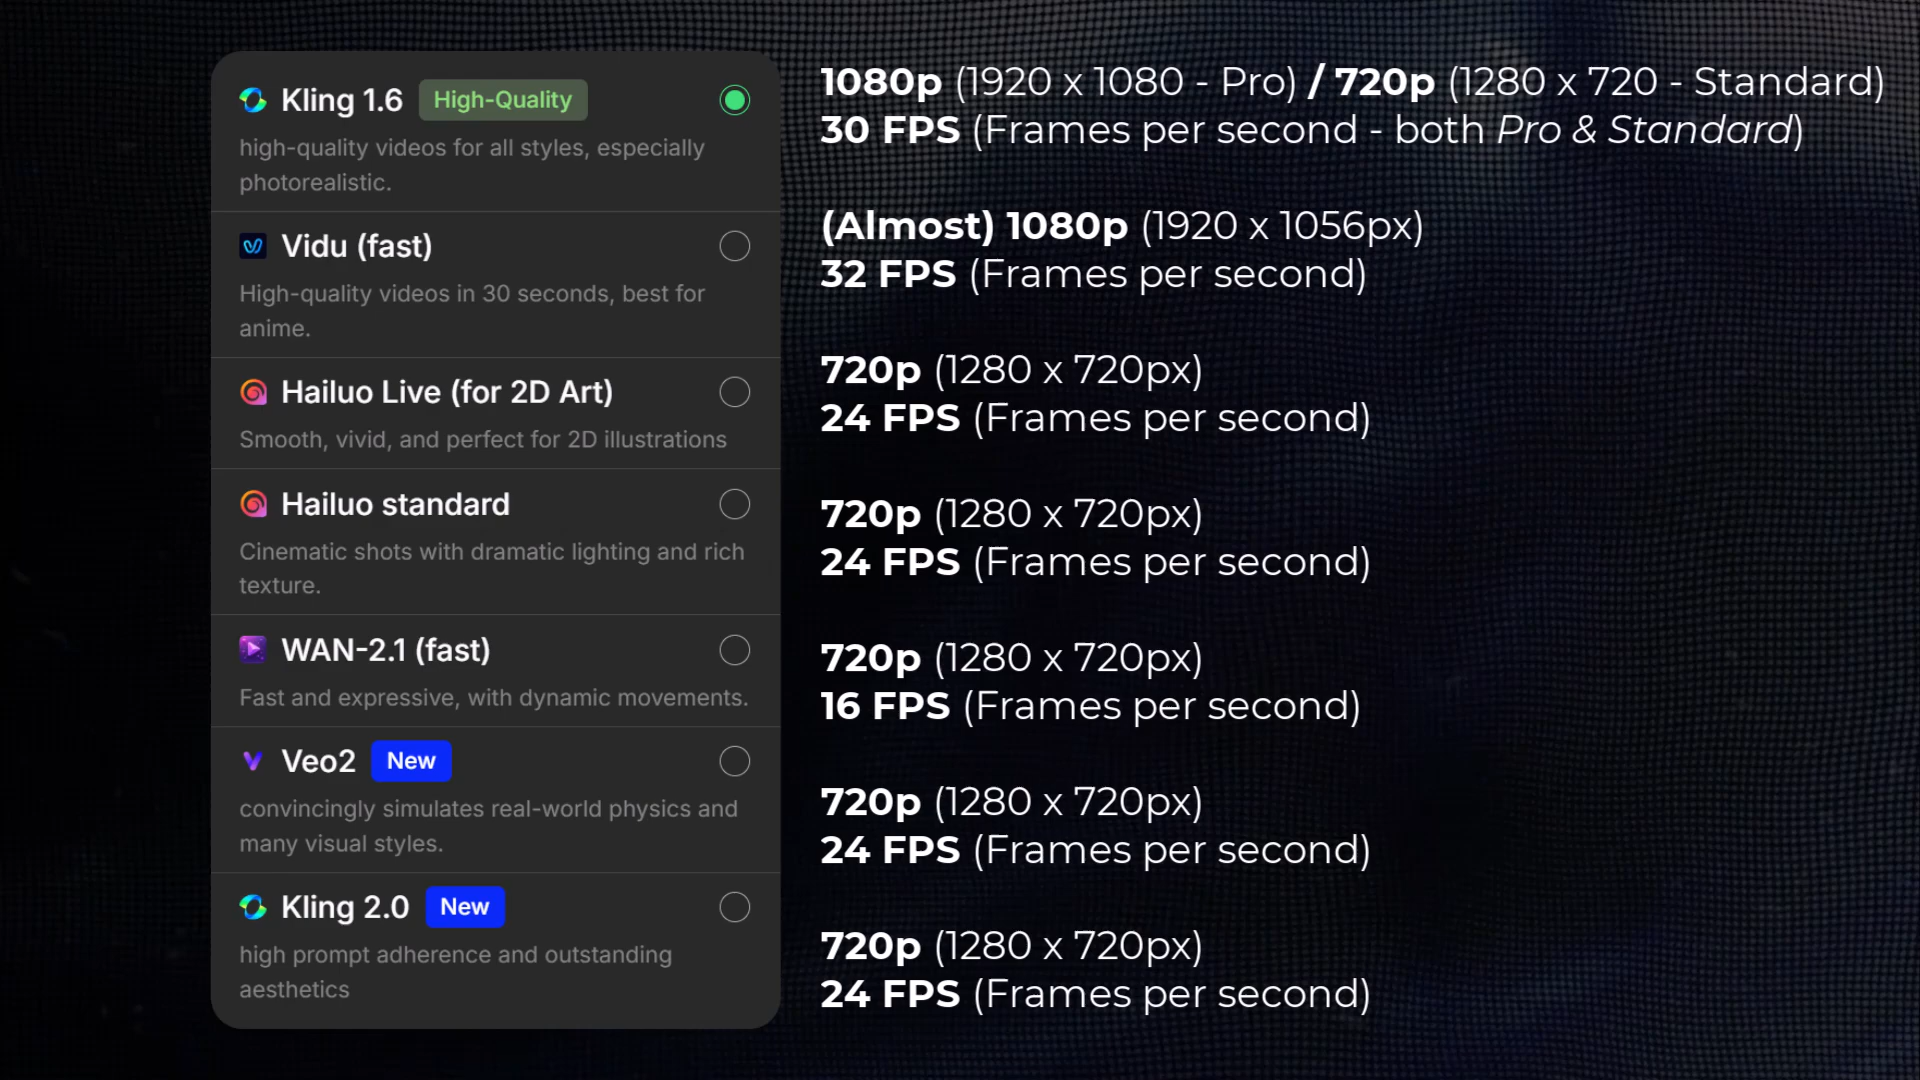 Kling 1.6 High-Quality
high-quality videos for all styles, especially
photorealistic.
1080p (1920 x 1080 - Pro) / 720p (1280 x 720 - Standard)
30 FPS (Frames per second - both Pro & Standard)
Vidu (fast)
High-quality videos in 30 seconds, best for
anime.
(Almost) 1080p (1920 x 1056px)
32 FPS (Frames per second)
Hailuo Live (for 2D Art)
Smooth, vivid, and perfect for 2D illustrations
720p (1280 x 720px)
24 FPS (Frames per second)
Hailuo standard
Cinematic shots with dramatic lighting and rich
texture.
720p (1280 x 720px)
24 FPS (Frames per second)
WAN-2.1 (fast)
Fast and expressive, with dynamic movements.
720p (1280 x 720px)
16 FPS (Frames per second)
Veo2 New
convincingly simulates real-world physics and
many visual styles.
720p (1280 x 720px)
24 FPS (Frames per second)
Kling 2.0 New
high prompt adherence and outstanding
aesthetics
720p (1280 x 720px)
24 FPS (Frames per second)